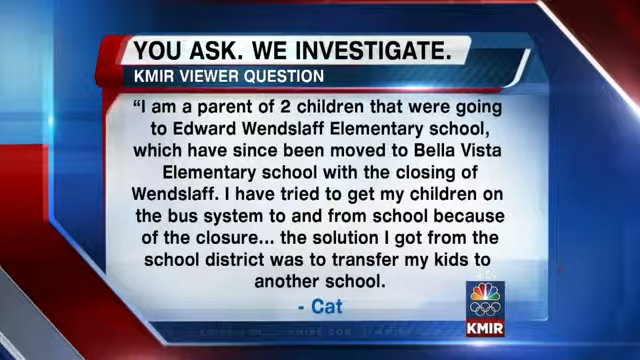 YOU ASK. WE INVESTIGATE.
KMIR VIEWER QUESTION
“I am a parent of 2 children that were going
to Edward Wendslaff Elementary school,
which have since been moved to Bella Vista
Elementary school with the closing of
Wendslaff. I have tried to get my children on
the bus system to and from school because
of the closure... the solution I got from the
school district was to transfer my kids to
another school.
- Cat
KMIR